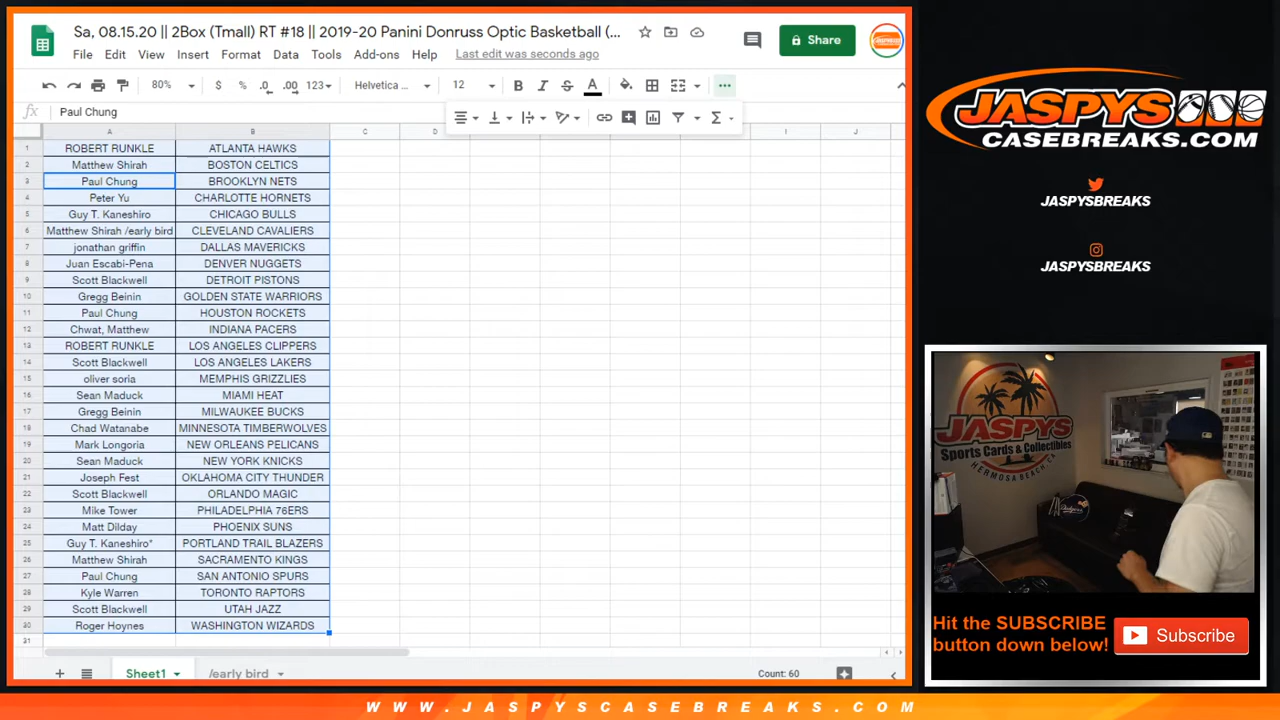 Sa, 08.15.20 || 2Box (Tmall) RT #18 || 2019-20 Panini Donruss Optic Basketball (...
File Edit View Insert Format Data Tools Add-ons Help Last edit was seconds ago
Share
80% $ % .0 .00 123 Helvetica ... 12 B I S A
fx Paul Chung
A B C D I J
1 ROBERT RUNKLE ATLANTA HAWKS
2 Matthew Shirah BOSTON CELTICS
3 Paul Chung BROOKLYN NETS
4 Peter Yu CHARLOTTE HORNETS
5 Guy T. Kaneshiro CHICAGO BULLS
6 Matthew Shirah /early bird CLEVELAND CAVALIERS
7 jonathan griffin DALLAS MAVERICKS
8 Juan Escabi-Pena DENVER NUGGETS
9 Scott Blackwell DETROIT PISTONS
10 Gregg Beinin GOLDEN STATE WARRIORS
11 Paul Chung HOUSTON ROCKETS
12 Chwat, Matthew INDIANA PACERS
13 ROBERT RUNKLE LOS ANGELES CLIPPERS
14 Scott Blackwell LOS ANGELES LAKERS
15 oliver soria MEMPHIS GRIZZLIES
16 Sean Maduck MIAMI HEAT
17 Gregg Beinin MILWAUKEE BUCKS
18 Chad Watanabe MINNESOTA TIMBERWOLVES
19 Mark Longoria NEW ORLEANS PELICANS
20 Sean Maduck NEW YORK KNICKS
21 Joseph Fest OKLAHOMA CITY THUNDER
22 Scott Blackwell ORLANDO MAGIC
23 Mike Tower PHILADELPHIA 76ERS
24 Matt Dilday PHOENIX SUNS
25 Guy T. Kaneshiro* PORTLAND TRAIL BLAZERS
26 Matthew Shirah SACRAMENTO KINGS
27 Paul Chung SAN ANTONIO SPURS
28 Kyle Warren TORONTO RAPTORS
29 Scott Blackwell UTAH JAZZ
30 Roger Hoynes WASHINGTON WIZARDS
31
Sheet1 /early bird Count: 60
JASPYS
CASEBREAKS.COM
JASPYSBREAKS
JASPYSBREAKS
JASPYS
Sports Cards & Collectibles
HERMOSA BEACH, CA
Dodgers
Hit the SUBSCRIBE
button down below!
Subscribe
WWW.JASPYSCASEBREAKS.COM